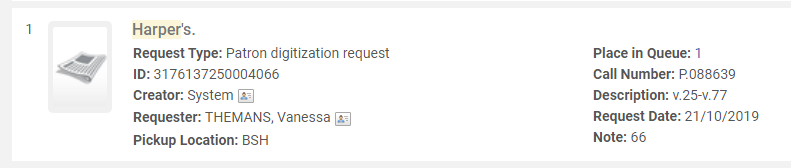 1
Harper's.
Request Type: Patron digitization request
ID: 3176137250004066
Creator: System
Requester: THEMANS, Vanessa
Pickup Location: BSH
Place in Queue: 1
Call Number: P.088639
Description: v.25-v.77
Request Date: 21/10/2019
Note: 66